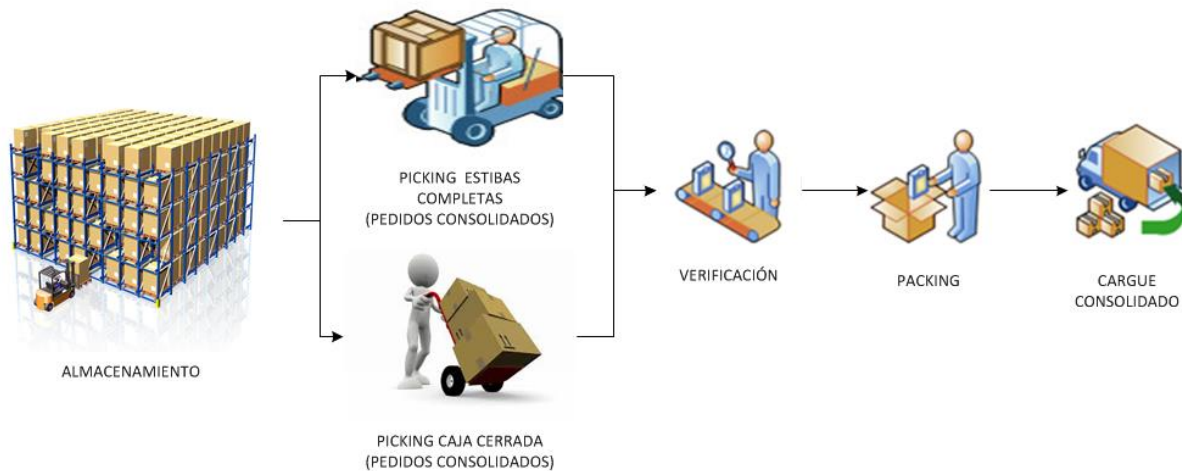 ALMACENAMIENTO
PICKING ESTIBAS
COMPLETAS
(PEDIDOS CONSOLIDADOS)
PICKING CAJA CERRADA
(PEDIDOS CONSOLIDADOS)
VERIFICACIÓN
PACKING
CARGUE
CONSOLIDADO